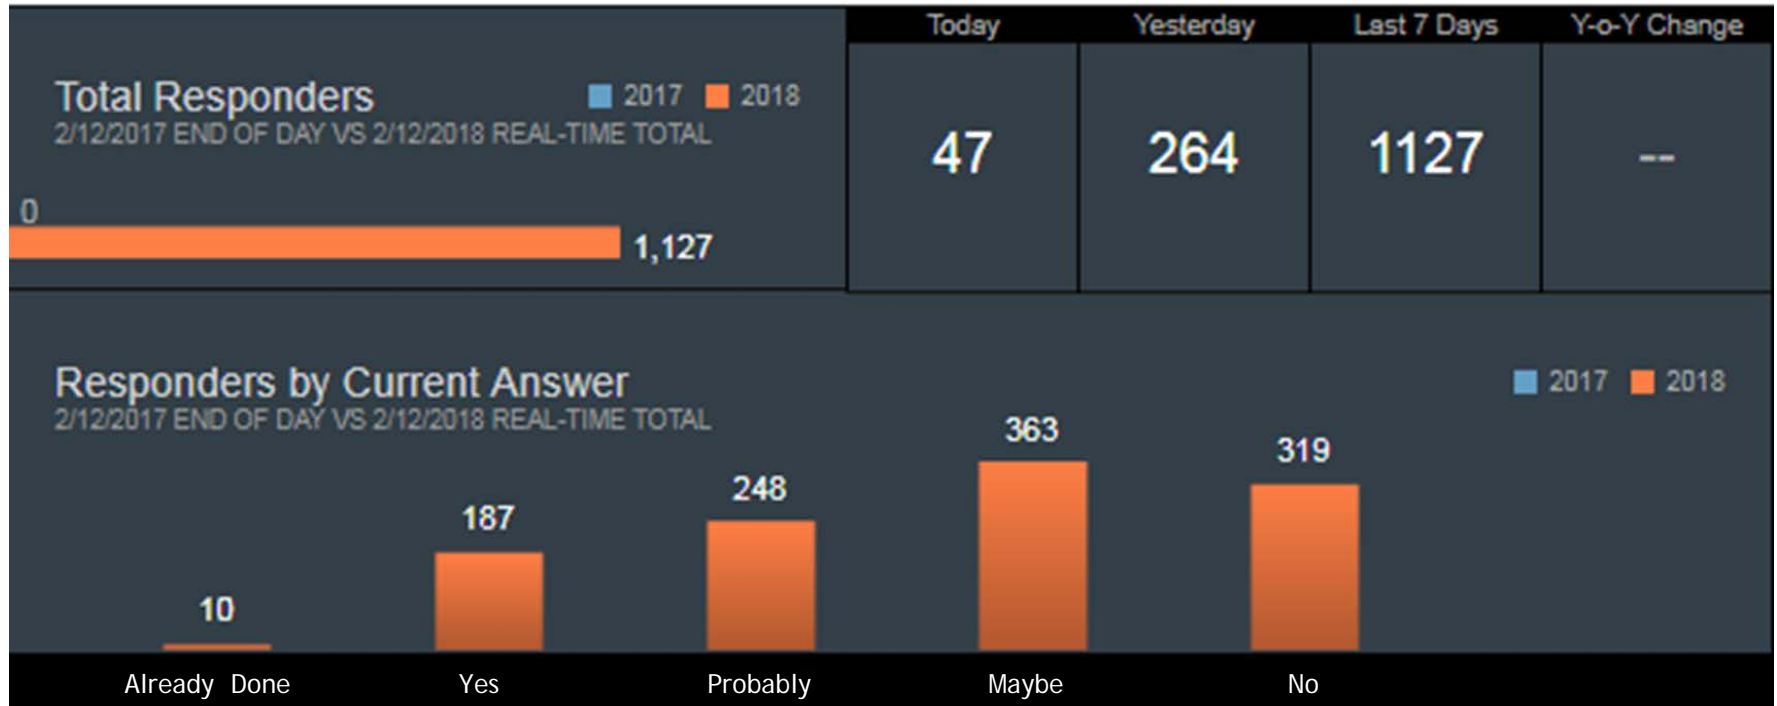 Today Yesterday Last 7 Days Y-o-Y Change
Total Responders 2017 2018
2/12/2017 END OF DAY VS 2/12/2018 REAL-TIME TOTAL
47 264 1127 --
0
1,127
Responders by Current Answer 2017 2018
2/12/2017 END OF DAY VS 2/12/2018 REAL-TIME TOTAL
10 187 248 363 319
Already Done Yes Probably Maybe No